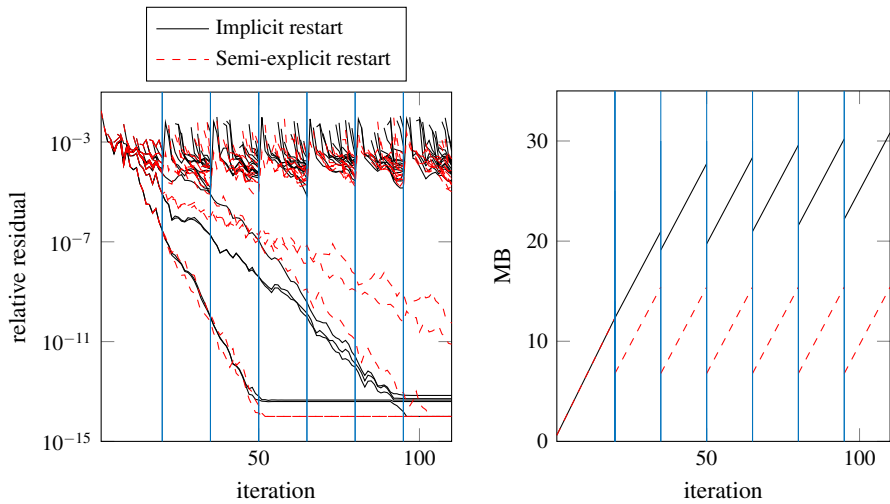 Implicit restart
Semi-explicit restart
10−3
10−7
10−11
10−15
relative residual
50
100
iteration
30
20
10
0
MB
50
100
iteration